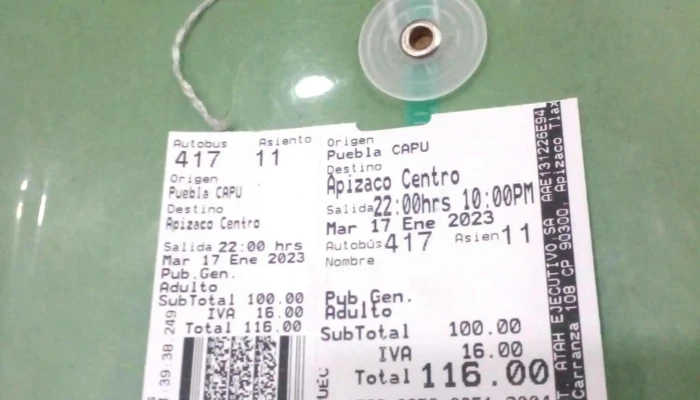 Autobus Asiento
417 11
Origen
Puebla CAPU
Destino
Apizaco Centro
Salida 22:00 hrs
Mar 17 Ene 2023
Pub.Gen.
Adulto
SubTotal 100.00
IVA 16.00
Total 116.00
:39:38 249
Origen
Puebla CAPU
Destino
Apizaco Centro
Salida 22:00hrs 10:00PM
Mar 17 Ene 2023
Autobús 417 Asien 11
Nombre
Pub.Gen.
Adulto
SubTotal 100.00
IVA 16.00
Total 116.00
T. ATAH EJECUTIVO,SA AAE131226E94
Carranza 108 CP 90300, Apizaco Tlax